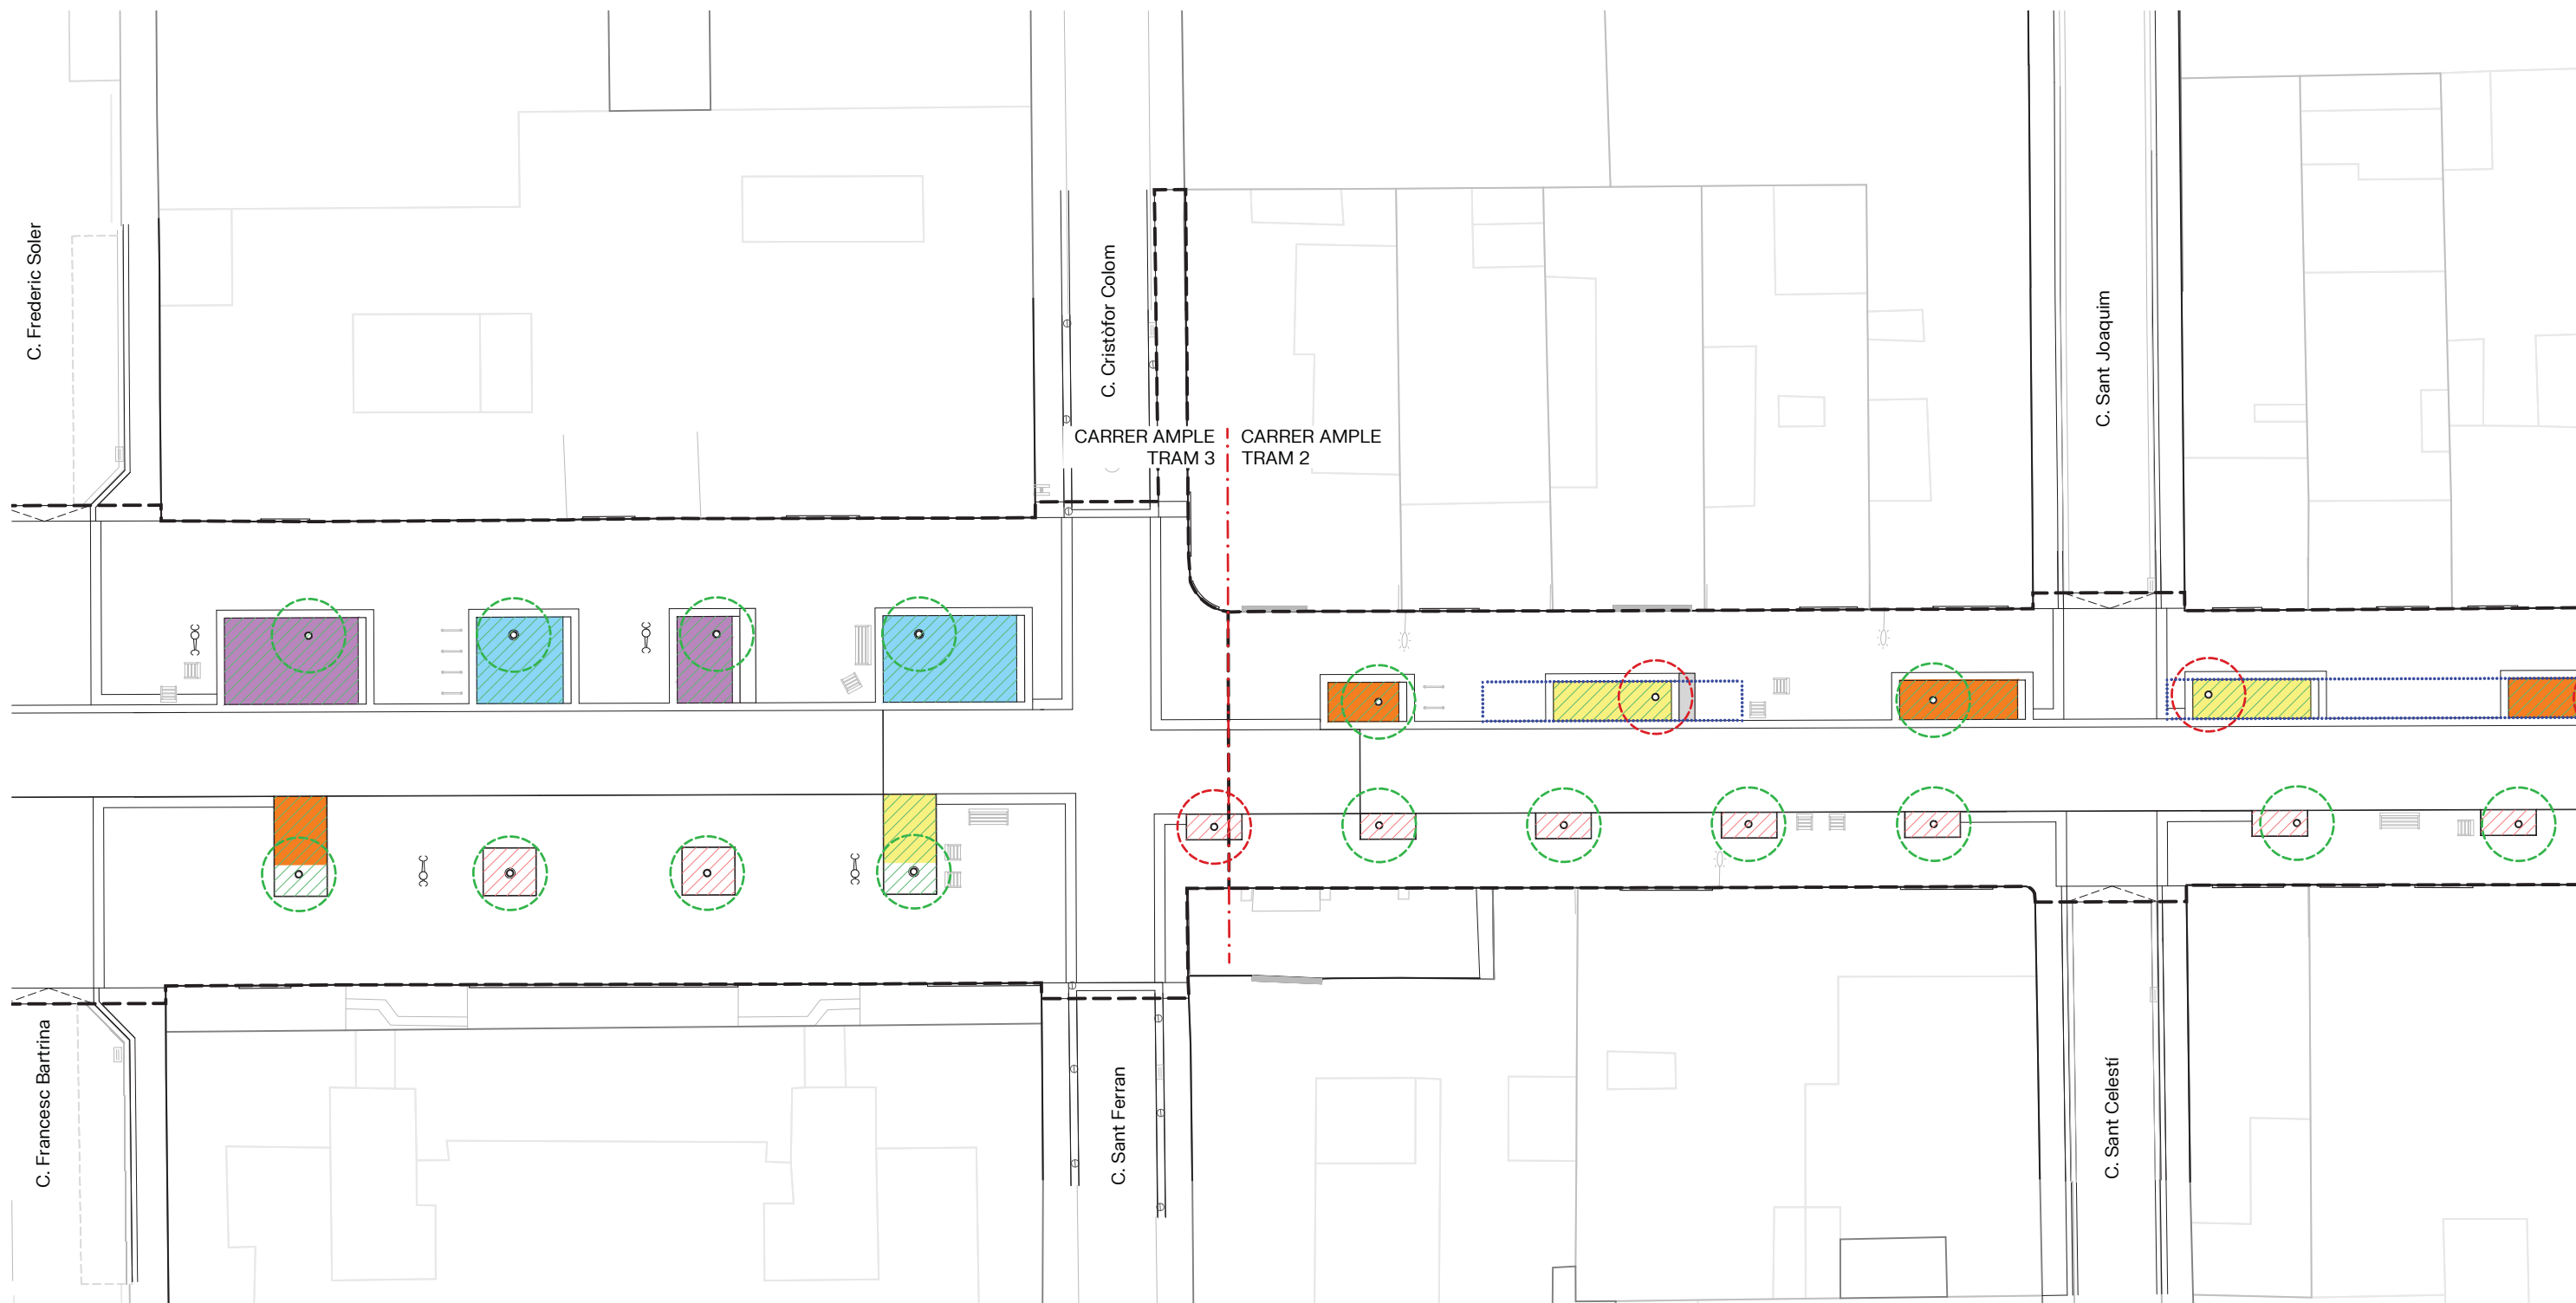 C. Frederic Soler
C. Cristòfor Colom
C. Sant Joaquim
CARRER AMPLE
TRAM 3
CARRER AMPLE
TRAM 2
C. Francesc Bartrina
C. Sant Ferran
C. Sant Celestí